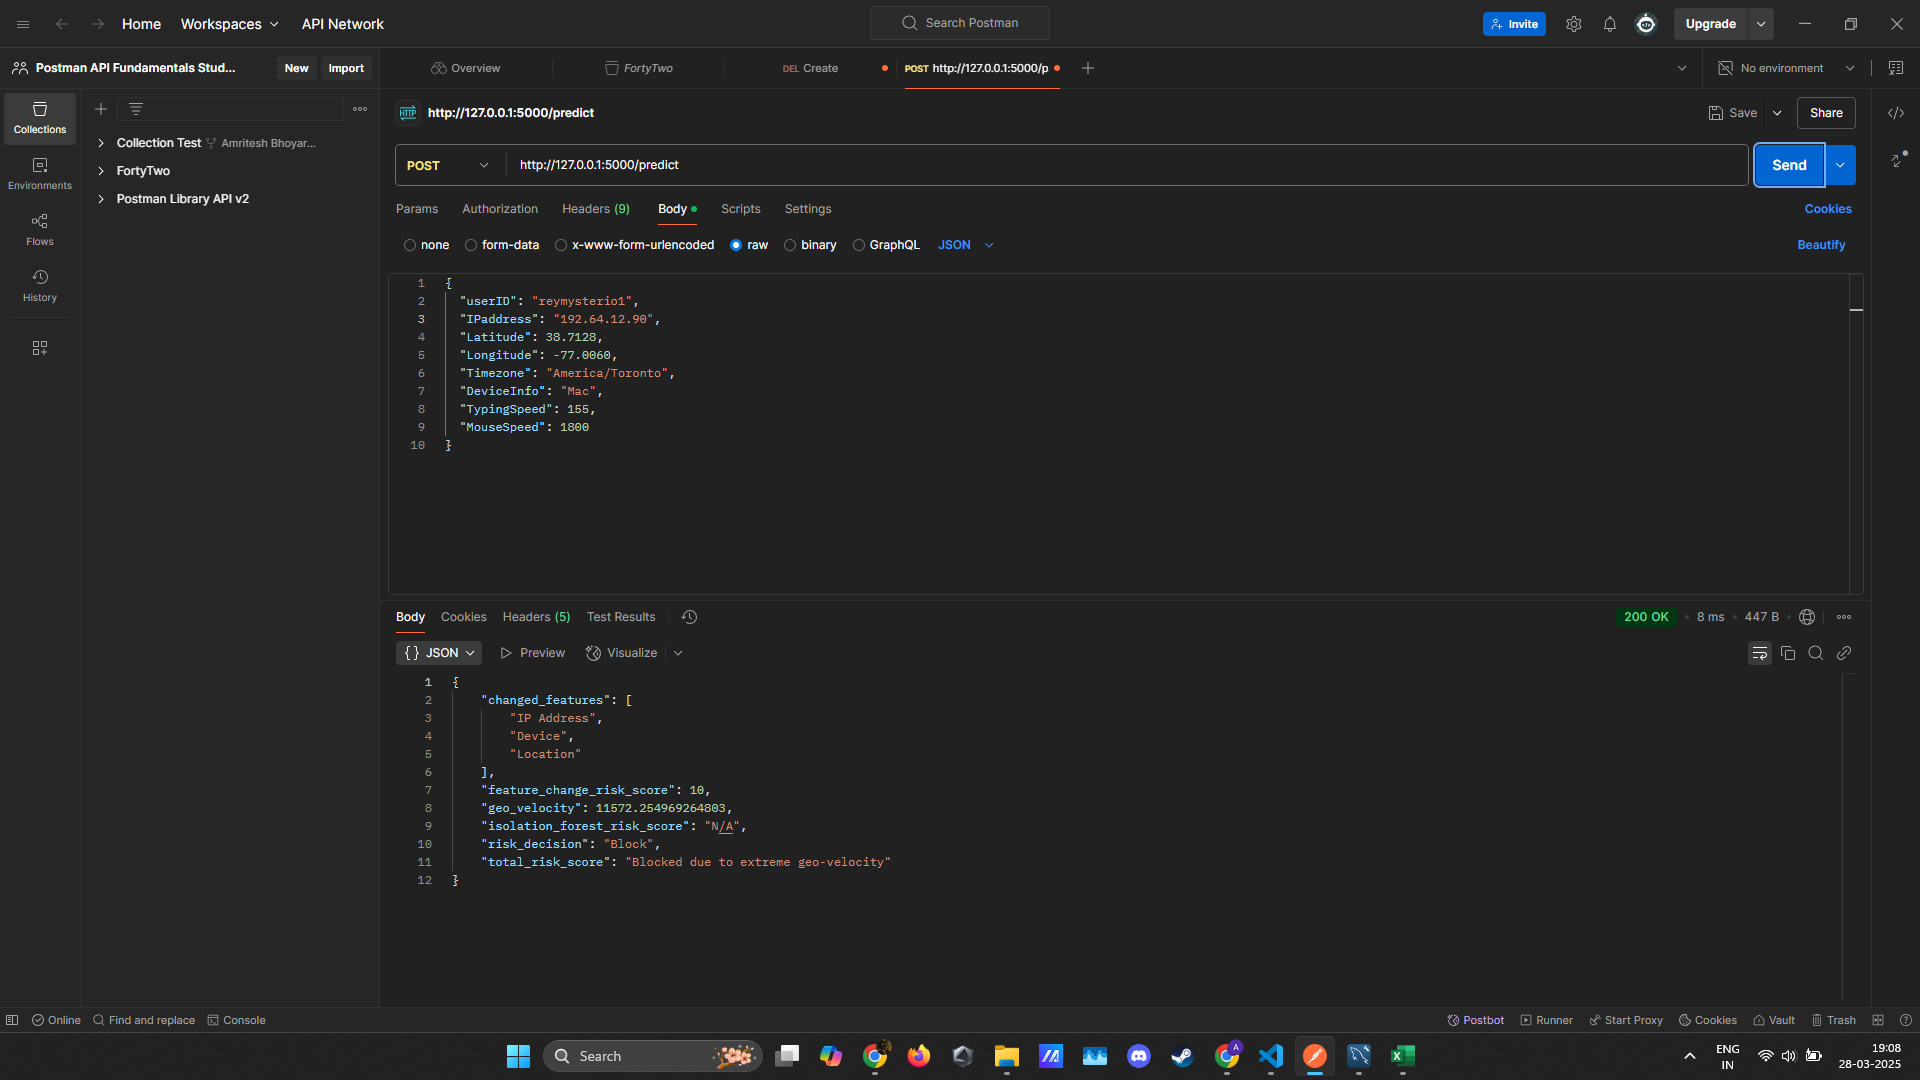 Home Workspaces API Network Search Postman Invite Upgrade
Postman API Fundamentals Stud... New Import Overview FortyTwo DEL Create POST http://127.0.0.1:5000/p No environment
HTTP http://127.0.0.1:5000/predict Save Share
Collections
Collection Test Amritesh Bhoyar...
FortyTwo
Postman Library API v2
Environments
Flows
History
POST http://127.0.0.1:5000/predict Send
Params Authorization Headers (9) Body Scripts Settings Cookies
none form-data x-www-form-urlencoded raw binary GraphQL JSON Beautify
1 {
2 "userID": "reymysterio1",
3 "IPaddress": "192.64.12.90",
4 "Latitude": 38.7128,
5 "Longitude": -77.0060,
6 "Timezone": "America/Toronto",
7 "DeviceInfo": "Mac",
8 "TypingSpeed": 155,
9 "MouseSpeed": 1800
10 }
Body Cookies Headers (5) Test Results 200 OK 8 ms 447 B
{} JSON Preview Visualize
1 {
2 "changed_features": [
3 "IP Address",
4 "Device",
5 "Location"
6 ],
7 "feature_change_risk_score": 10,
8 "geo_velocity": 11572.254969264803,
9 "isolation_forest_risk_score": "N/A",
10 "risk_decision": "Block",
11 "total_risk_score": "Blocked due to extreme geo-velocity"
12 }
Online Find and replace Console Postbot Runner Start Proxy Cookies Vault Trash
Search ENG IN 19:08
28-03-2025